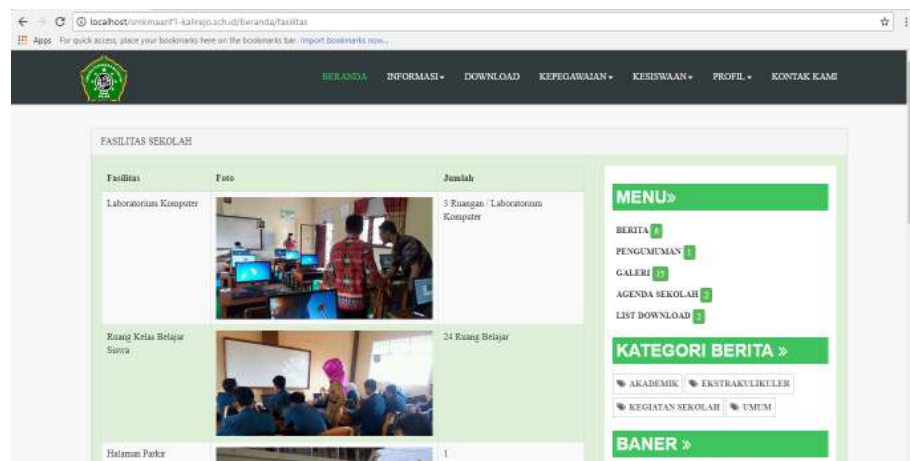 localhost/smkmaarif1-kalirejo.sch.id/beranda/fasilitas
Apps For quick access, place your bookmarks here on the bookmarks bar. Import bookmarks now...
BERANDA INFORMASI DOWNLOAD KEPEGAWAIAN KESISWAAN PROFIL KONTAK KAMI
FASILITAS SEKOLAH
Fasilitas Foto Jumlah
Laboratorium Komputer
3 Ruangan / Laboratorium
Komputer
Ruang Kelas Belajar
Siswa
24 Ruang Belajar
Halaman Parkir
1
MENU»
BERITA 6
PENGUMUMAN 1
GALERI 17
AGENDA SEKOLAH 2
LIST DOWNLOAD 2
KATEGORI BERITA »
AKADEMIK EKSTRAKULIKULER
KEGIATAN SEKOLAH UMUM
BANER »